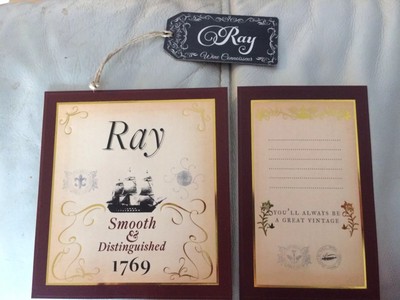 Ray
Wine Connoisseur
Ray
Smooth
&
Distinguished
1769
YOU'LL ALWAYS BE
A GREAT VINTAGE